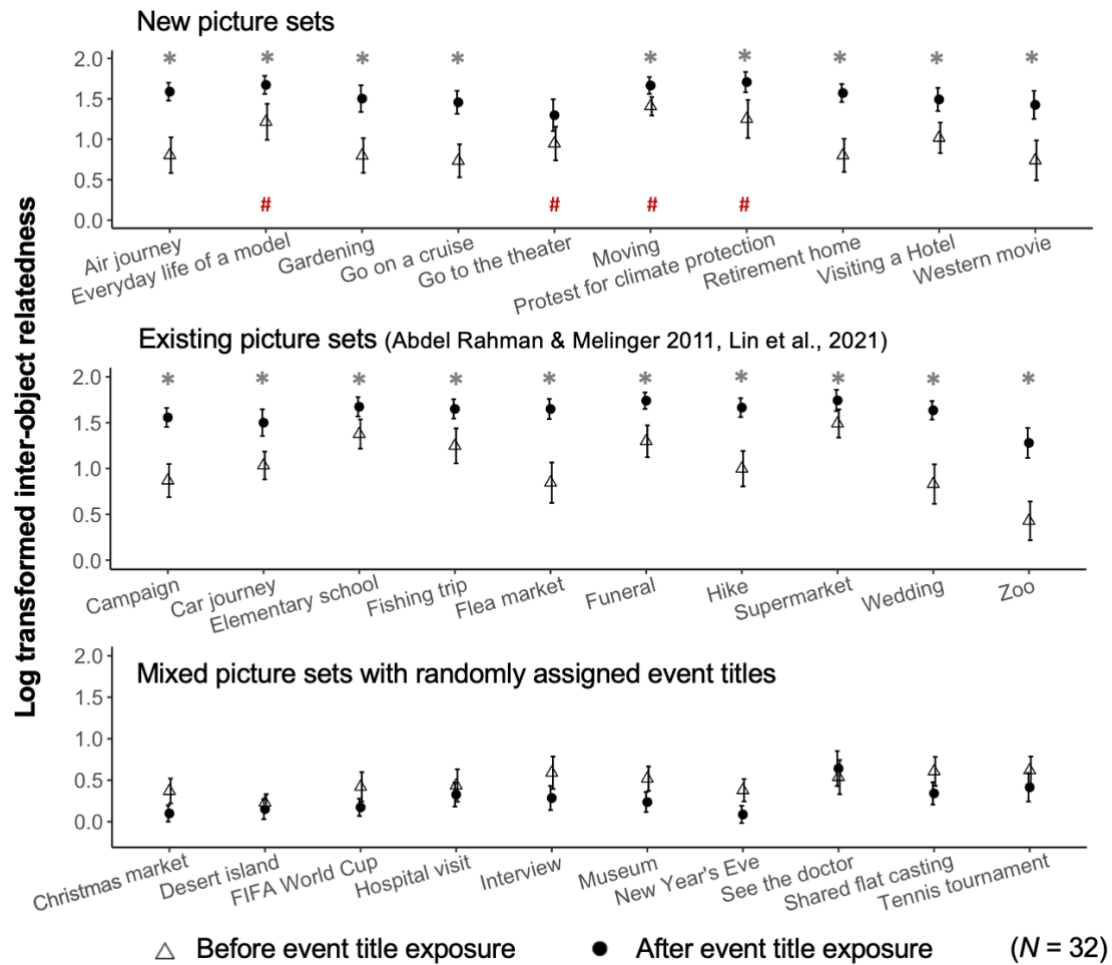 New picture sets
2.0
1.5
1.0
0.5
0.0
* * * * * * * * *
# # # #
Air journey
Everyday life of a model
Gardening
Go on a cruise
Go to the theater
Moving
Protest for climate protection
Retirement home
Visiting a Hotel
Western movie
Existing picture sets (Abdel Rahman & Melinger 2011, Lin et al., 2021)
2.0
1.5
1.0
0.5
0.0
* * * * * * * * * *
Campaign
Car journey
Elementary school
Fishing trip
Flea market
Funeral
Hike
Supermarket
Wedding
Zoo
Mixed picture sets with randomly assigned event titles
2.0
1.5
1.0
0.5
0.0
Christmas market
Desert island
FIFA World Cup
Hospital visit
Interview
Museum
New Year's Eve
See the doctor
Shared flat casting
Tennis tournament
Log transformed inter-object relatedness
Before event title exposure After event title exposure (N = 32)